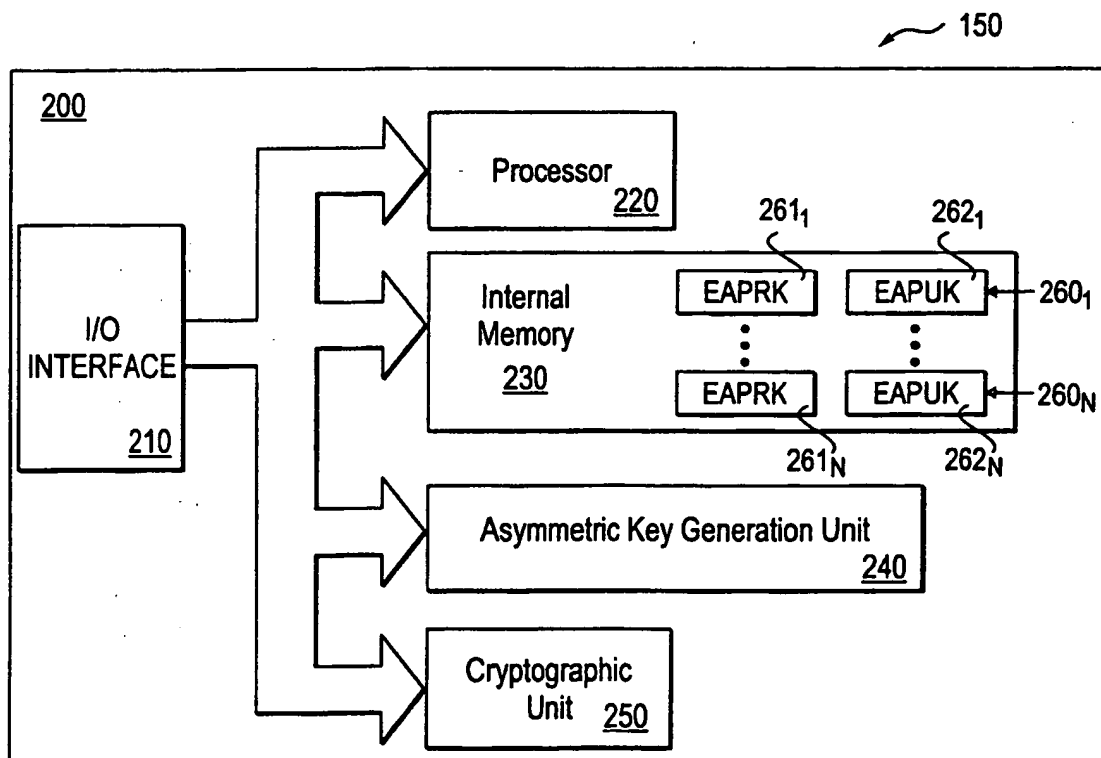 150
200
Processor
220
I/O
INTERFACE
210
Internal
Memory
230
261₁
262₁
EAPRK
EAPUK
260₁
EAPRK
EAPUK
260N
261N
262N
Asymmetric Key Generation Unit
240
Cryptographic
Unit
250